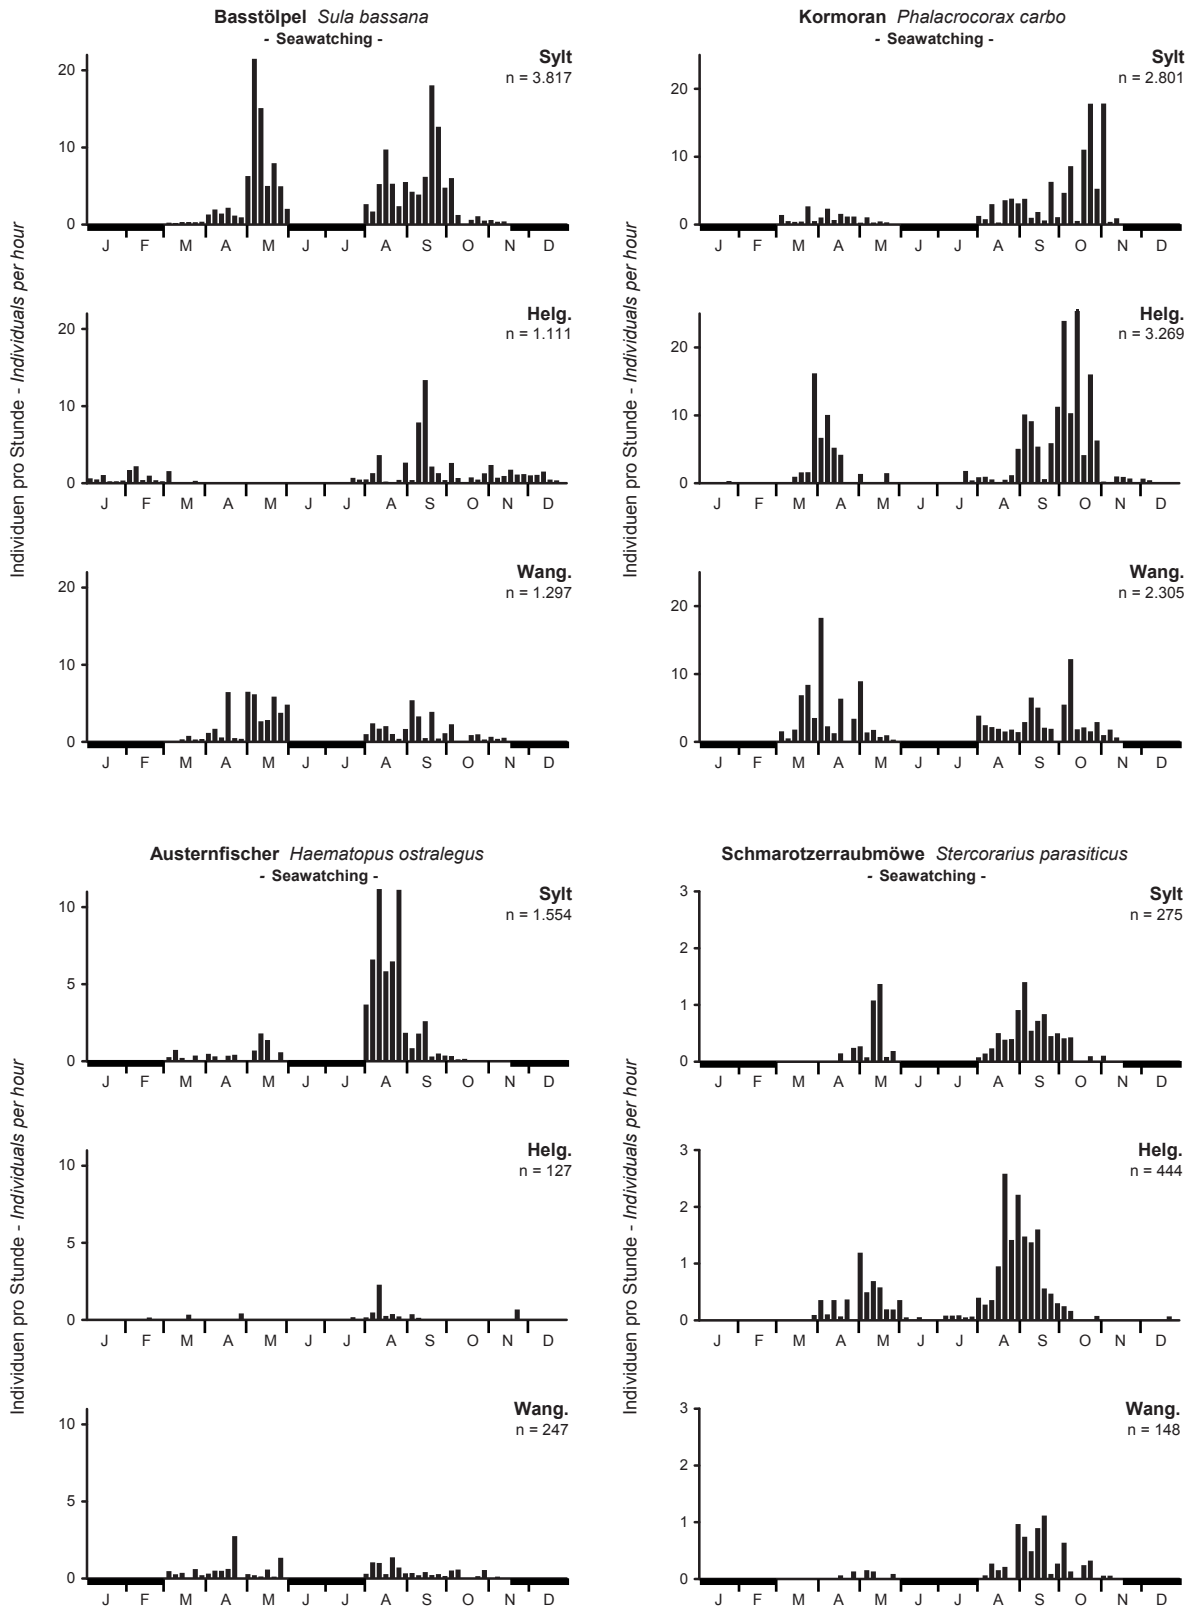 Basstölpel Sula bassana
- Seawatching -
Sylt
n = 3.817
20
10
0
J F M A M J J A S O N D
Helg.
n = 1.111
20
10
0
J F M A M J J A S O N D
Wang.
n = 1.297
20
10
0
J F M A M J J A S O N D
Individuen pro Stunde - Individuals per hour
Kormoran Phalacrocorax carbo
- Seawatching -
Sylt
n = 2.801
20
10
0
J F M A M J J A S O N D
Helg.
n = 3.269
20
10
0
J F M A M J J A S O N D
Wang.
n = 2.305
20
10
0
J F M A M J J A S O N D
Individuen pro Stunde - Individuals per hour
Austernfischer Haematopus ostralegus
- Seawatching -
Sylt
n = 1.554
10
5
0
J F M A M J J A S O N D
Helg.
n = 127
10
5
0
J F M A M J J A S O N D
Wang.
n = 247
10
5
0
J F M A M J J A S O N D
Individuen pro Stunde - Individuals per hour
Schmarotzerraubmöwe Stercorarius parasiticus
- Seawatching -
Sylt
n = 275
3
2
1
0
J F M A M J J A S O N D
Helg.
n = 444
3
2
1
0
J F M A M J J A S O N D
Wang.
n = 148
3
2
1
0
J F M A M J J A S O N D
Individuen pro Stunde - Individuals per hour